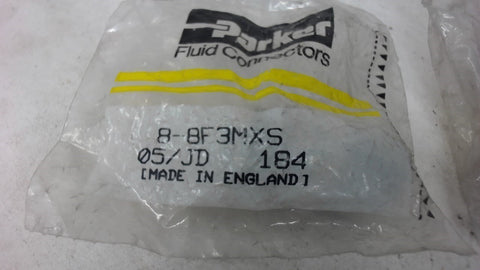 Parker
Fluid Connectors
8-8F3MXS
05/JD 184
[MADE IN ENGLAND]